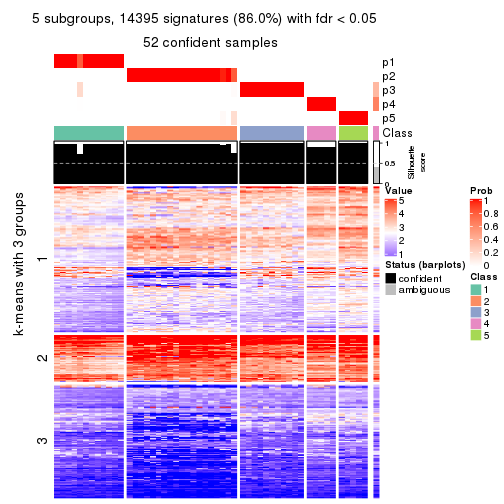 5 subgroups, 14395 signatures (86.0%) with fdr < 0.05
52 confident samples
p1
p2
p3
p4
p5
Class
1
0.5
0
Silhouette
score
k-means with 3 groups
1
2
3
Value
5
4
3
2
1
Status (barplots)
confident
ambiguous
Prob
1
0.8
0.6
0.4
0.2
0
Class
1
2
3
4
5